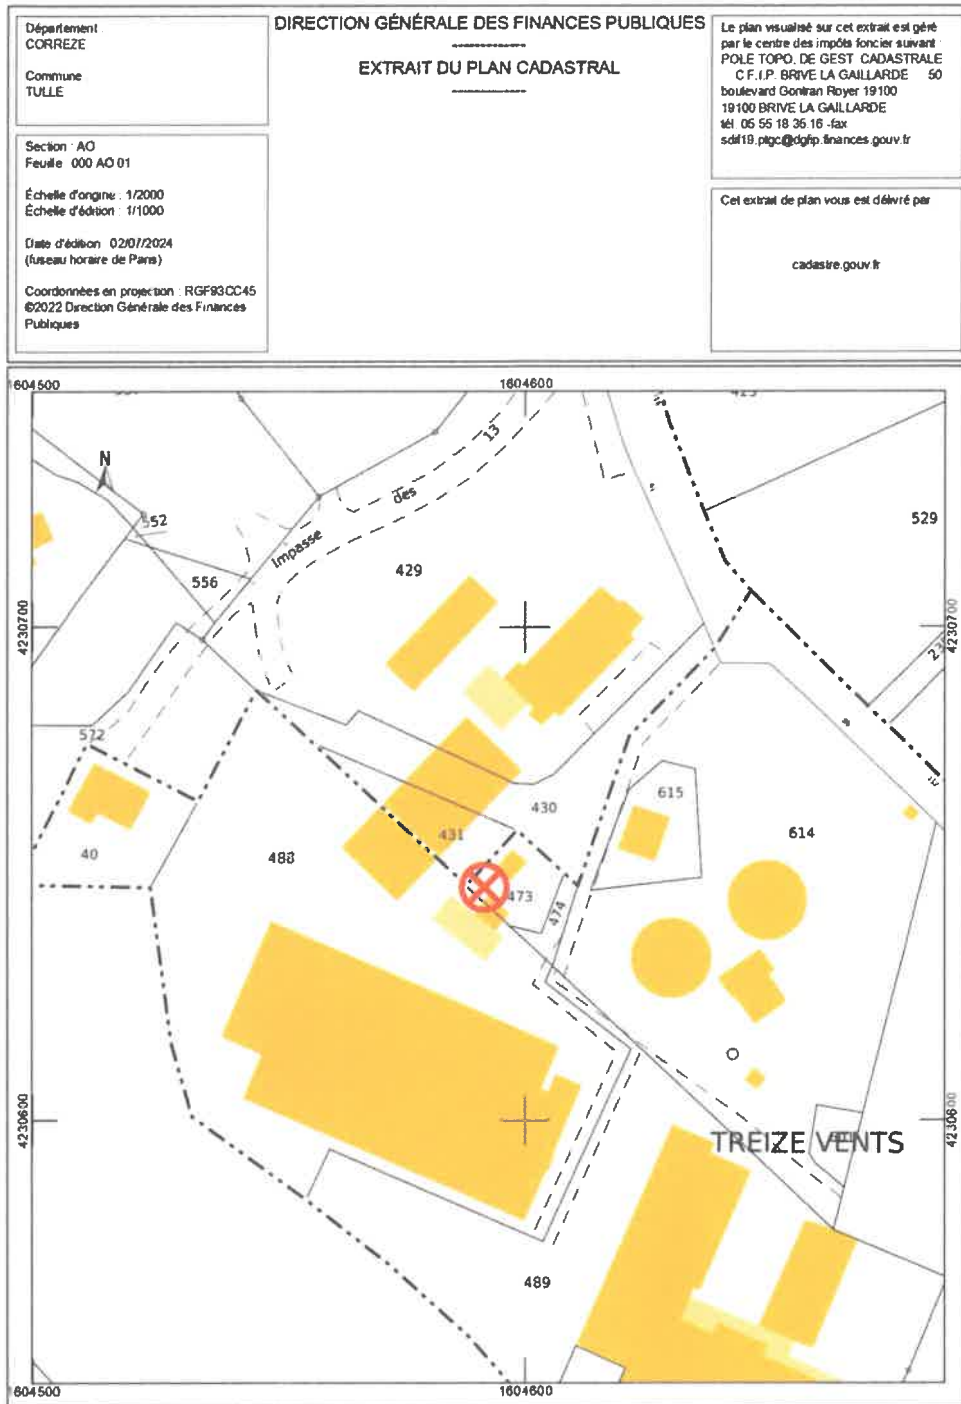 Département
CORREZE
Commune
TULLE
Section : AO
Feuille 000 AO 01
Échelle d'origine : 1/2000
Échelle d'édition : 1/1000
Date d'édition 02/07/2024
(fuseau horaire de Paris)
Coordonnées en projection : RGF93CC45
©2022 Direction Générale des Finances
Publiques
DIRECTION GÉNÉRALE DES FINANCES PUBLIQUES
EXTRAIT DU PLAN CADASTRAL
Le plan visualisé sur cet extrait est géré
par le centre des impôts foncier suivant
POLE TOPO. DE GEST CADASTRALE
C.F.I.P. BRIVE LA GAILLARDE 50
boulevard Gontran Royer 19100
19100 BRIVE LA GAILLARDE
tél. 05 55 18 35 16 -fax
sdif19.ptgc@dgfip.finances.gouv.fr
Cet extrait de plan vous est délivré par
cadastre.gouv.fr
1604500
1604600
N
Impasse des 13
552
529
556
429
4230700
4230700
572
615
430
431
614
40
488
473
474
4230600
4230600
TREIZE VENTS
489
1604500
1604600